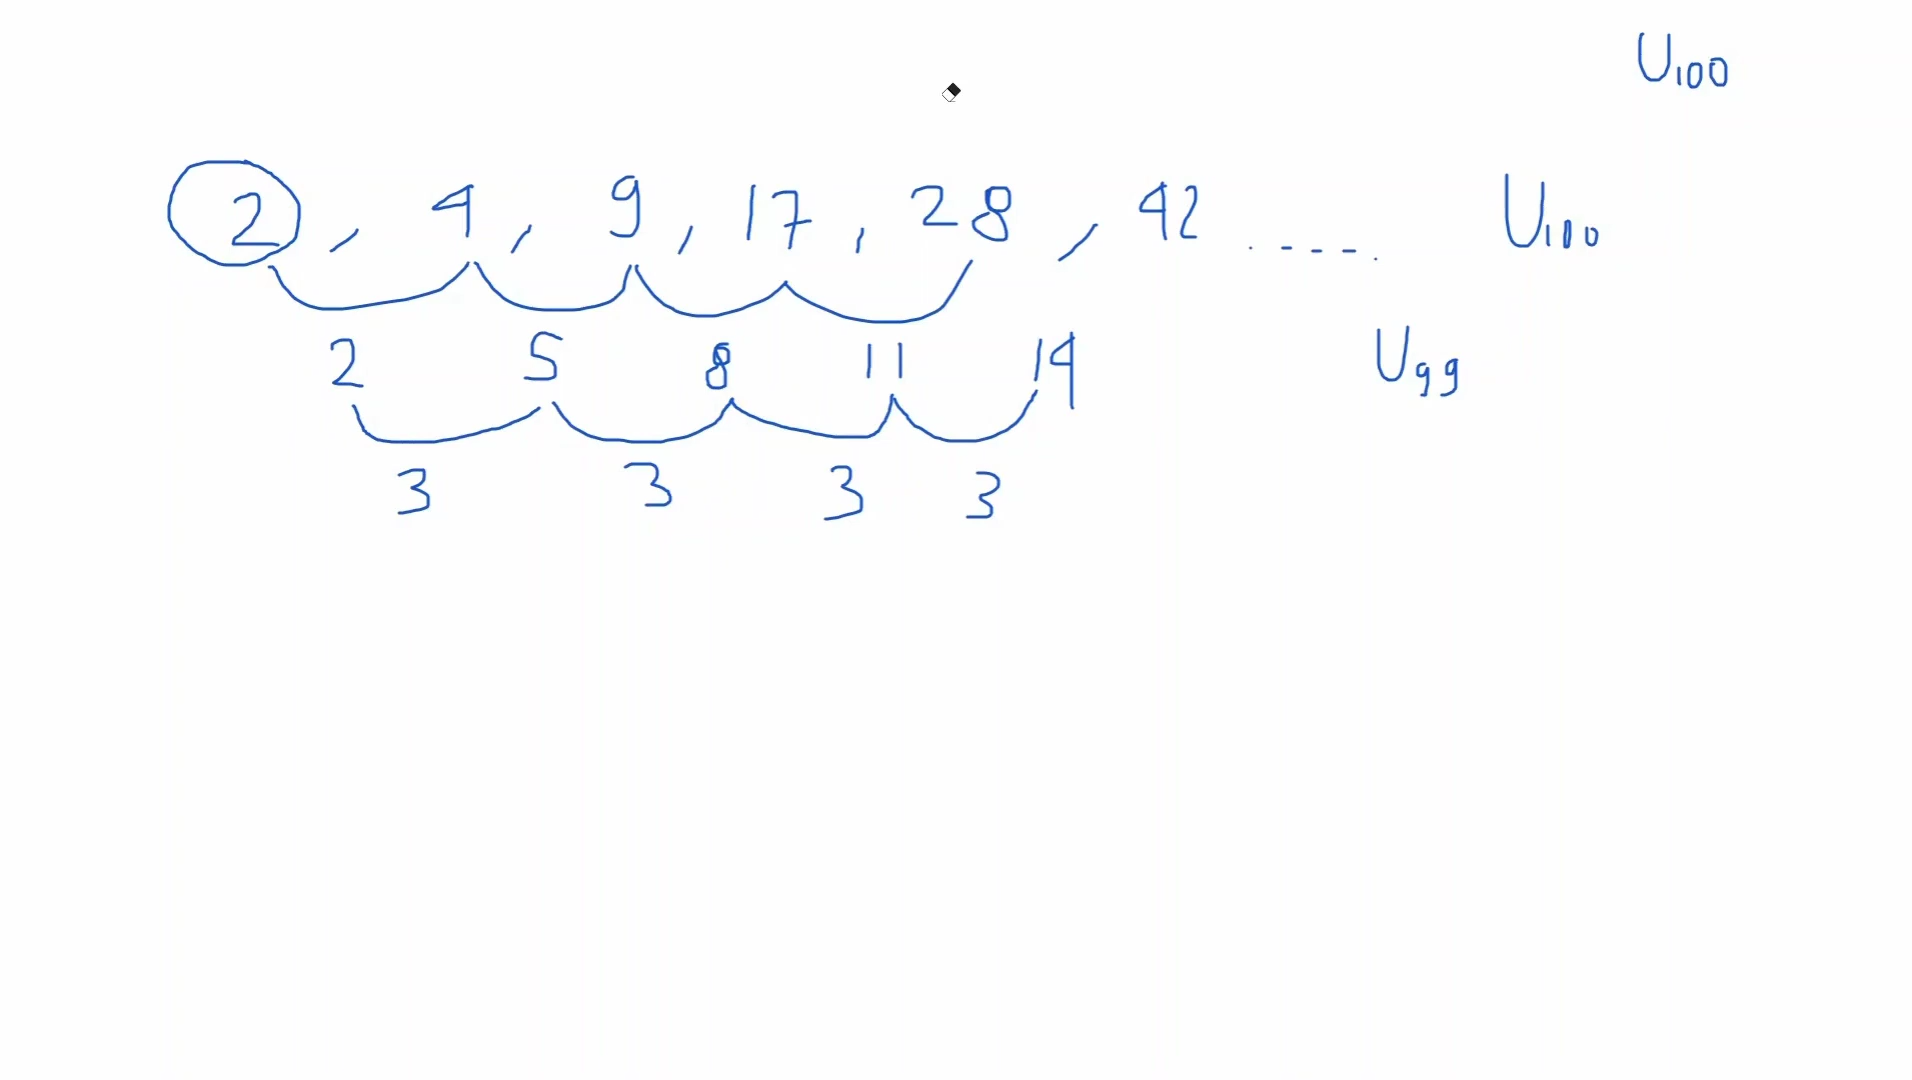 U₁₀₀
2, 4, 9, 17, 28, 42 ..... U₁₀₀
2 5 8 11 14 U₉₉
3 3 3 3